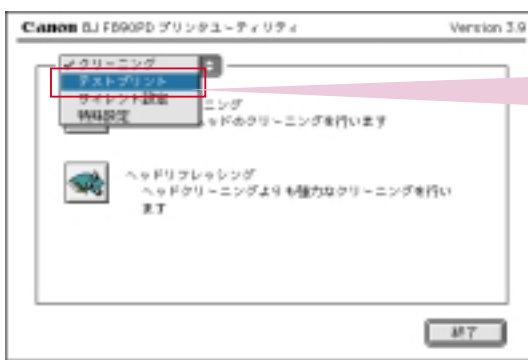 Canon BJ F890PD プリンタユーティリティ Version 3.9
クリーニング
テストプリント
サイレント設定
特殊設定
ニング
ッドのクリーニングを行います
ヘッドリフレッシング
ヘッドクリーニングよりも強力なクリーニングを行い
ます
終了